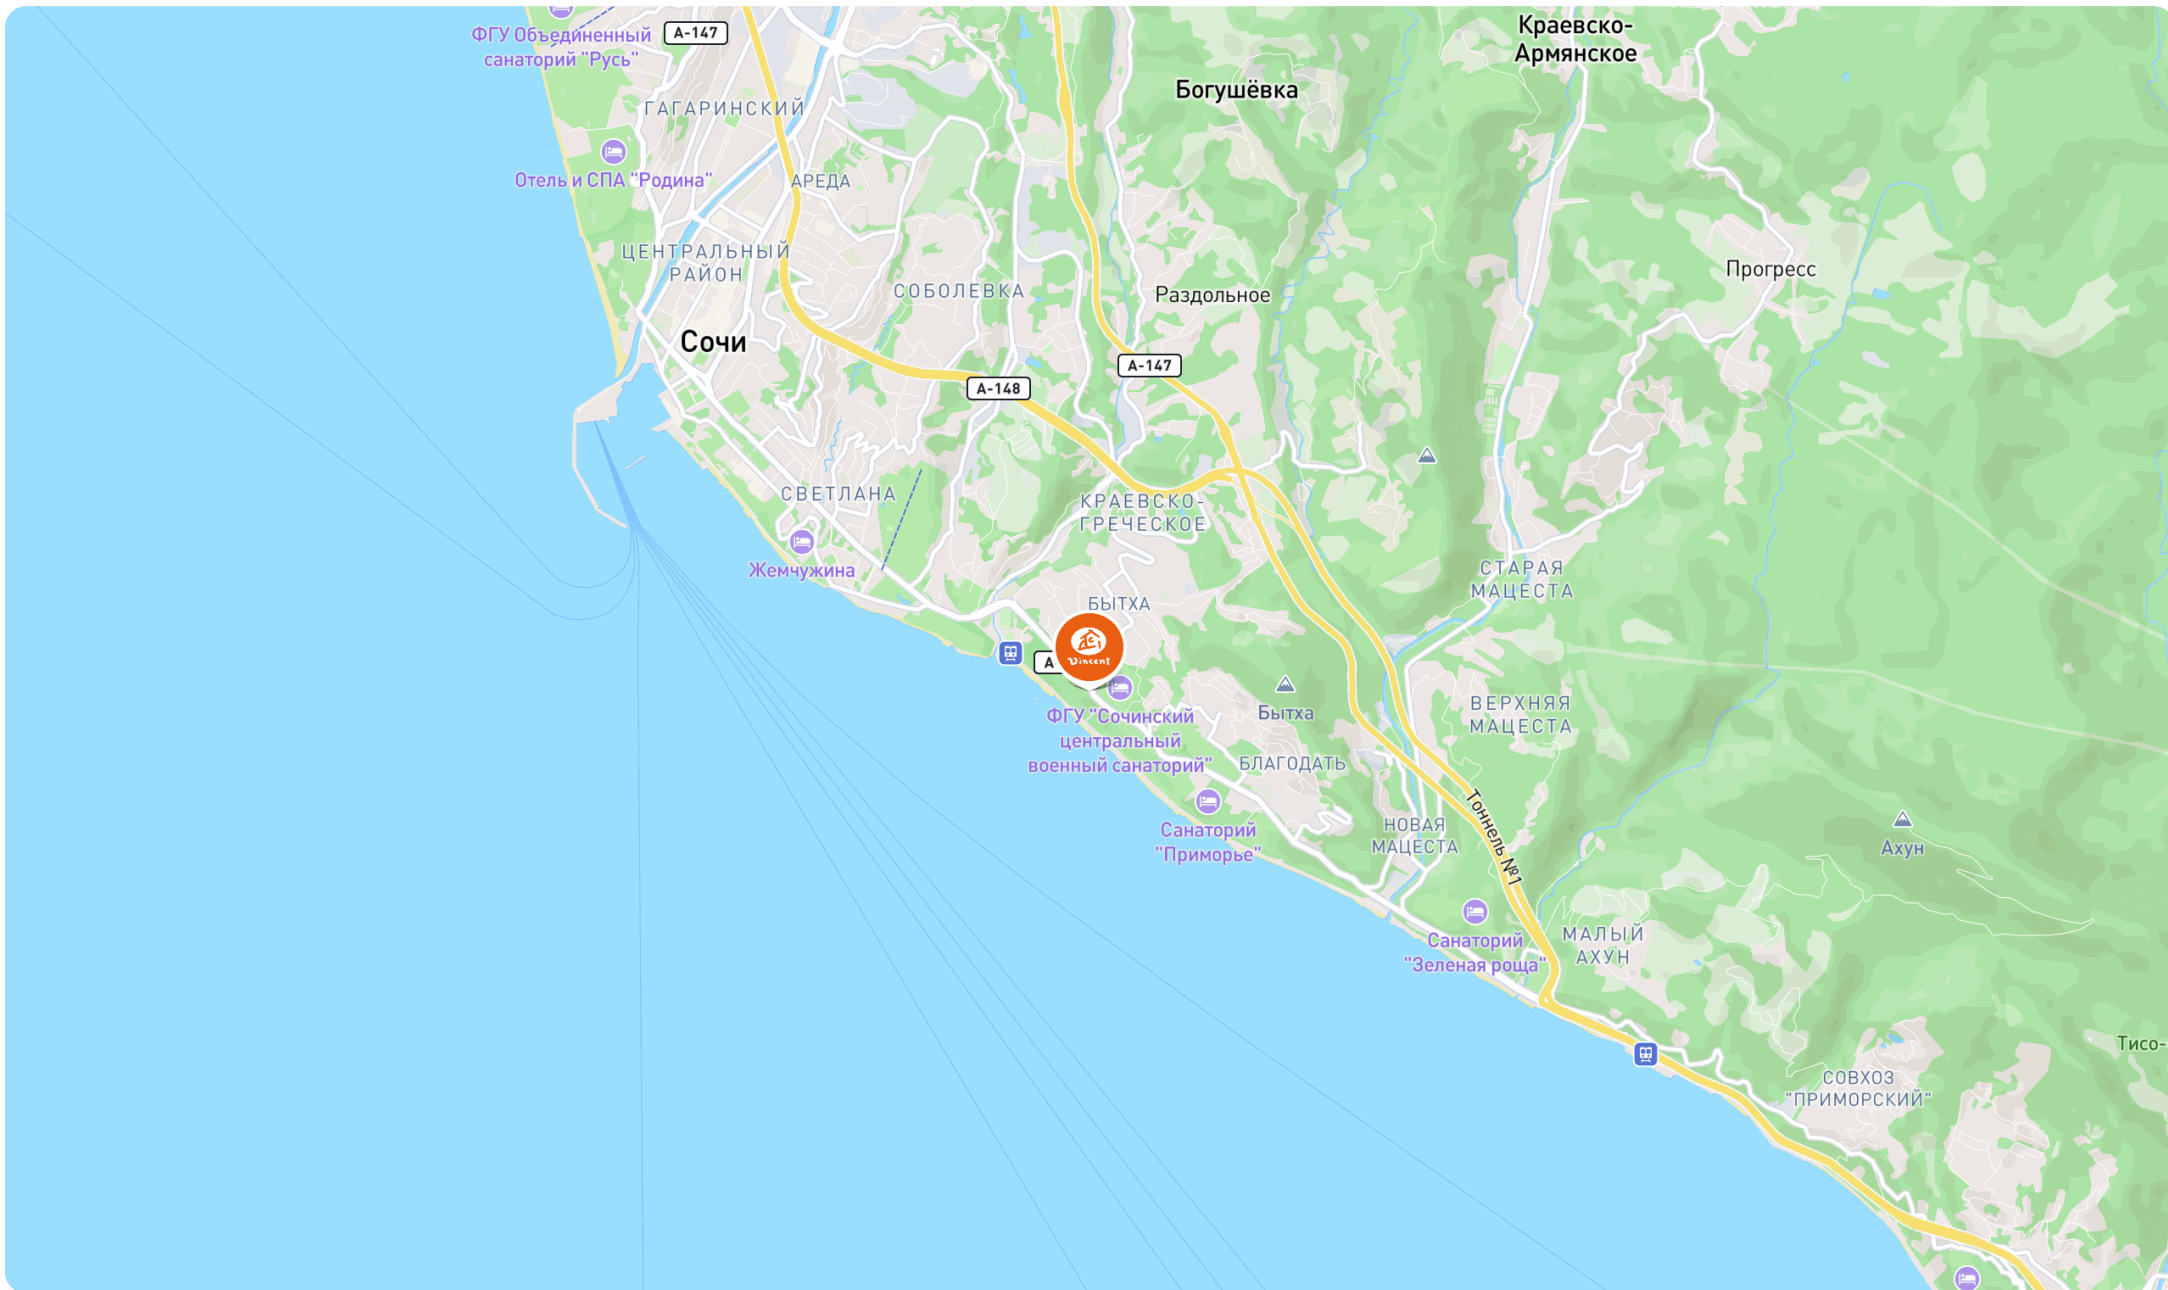 ФГУ Объединенный
санаторий "Русь"
А-147
Краевско-
Армянское
Богушёвка
ГАГАРИНСКИЙ
Отель и СПА "Родина"
АРЕДА
ЦЕНТРАЛЬНЫЙ
РАЙОН
СОБОЛЕВКА
Раздольное
Прогресс
Сочи
А-147
А-148
СВЕТЛАНА
КРАЕВСКО-
ГРЕЧЕСКОЕ
Жемчужина
СТАРАЯ
МАЦЕСТА
БЫТХА
А
Vincent
ФГУ "Сочинский
центральный
военный санаторий"
Бытха
ВЕРХНЯЯ
МАЦЕСТА
БЛАГОДАТЬ
Санаторий
"Приморье"
НОВАЯ
МАЦЕСТА
Тоннель №1
Ахун
Санаторий
"Зеленая роща"
МАЛЫЙ
АХУН
Тисо-
СОВХОЗ
"ПРИМОРСКИЙ"